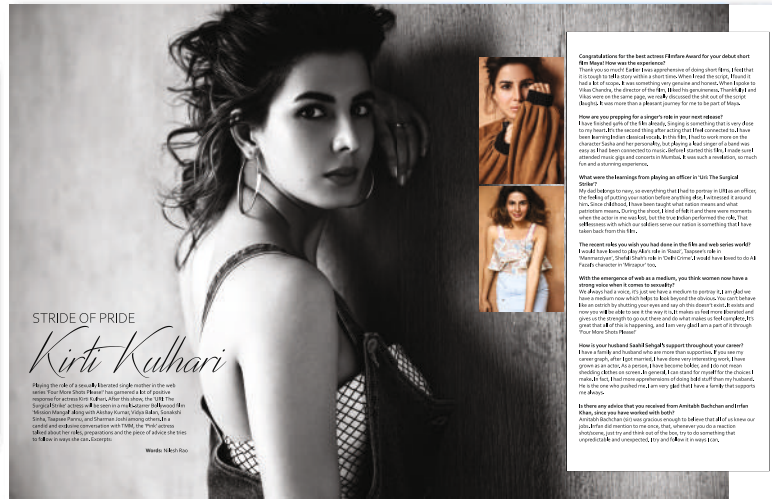 STRIDE OF PRIDE
Kirti Kulhari
Playing the role of a sexually liberated single mother in the web
series 'Four More Shots Please!' has garnered a lot of positive
response for actress Kirti Kulhari. After this show, the 'URI: The
Surgical Strike' actress will be seen in a multi-starrer Bollywood film
'Mission Mangal' along with Akshay Kumar, Vidya Balan, Sonakshi
Sinha, Taapsee Pannu, and Sharman Joshi among others. In a
candid and exclusive conversation with TMM, the 'Pink' actress
talked about her roles, preparations and the piece of advice she tries
to follow in ways she can. Excerpts:
Words: Nilesh Rao
Congratulations for the best actress Filmfare Award for your debut short
film Maya! How was the experience?
Thank you so much! Earlier I was apprehensive of doing short films, I feel that
it is tough to tell a story within a short time. When I read the script, I found it
had a lot of scope. It was something very genuine and honest. When I spoke to
Vikas Chandra, the director of the film, I liked his genuineness. Thankfully I and
Vikas were on the same page, we really discussed the shit out of the script
(laughs). It was more than a pleasant journey for me to be part of Maya.
How are you prepping for a singer's role in your next release?
I have finished 90% of the film already. Singing is something that is very close
to my heart. It's the second thing after acting that I feel connected to. I have
been learning Indian classical vocals. In this film, I had to work more on the
character Sasha and her personality, but playing a lead singer of a band was
easy as I had been connected to music. Before I started this film, I made sure I
attended music gigs and concerts in Mumbai. It was such a revelation, so much
fun and a stunning experience.
What were the learnings from playing an officer in 'Uri: The Surgical
Strike'?
My dad belongs to navy, so everything that I had to portray in URI as an officer,
the feeling of putting your nation before anything else, I witnessed it around
him. Since childhood, I have been taught what nation means and what
patriotism means. During the shoot, I kind of felt it and there were moments
when the actor in me was lost, but the true Indian performed the role. That
selflessness with which our soldiers serve our nation is something that I have
taken back from this film.
The recent roles you wish you had done in the film and web series world?
I would have loved to play Alia's role in 'Raazi', Taapsee's role in
'Manmarziyan', Shefali Shah's role in 'Delhi Crime'. I would have loved to do Ali
Fazal's character in 'Mirzapur' too.
With the emergence of web as a medium, you think women now have a
strong voice when it comes to sexuality?
We always had a voice, it's just we have a medium to portray it. I am glad we
have a medium now which helps to look beyond the obvious. You can't behave
like an ostrich by shutting your eyes and say oh this doesn't exist. It exists and
now you will be able to see it the way it is. It makes us feel more liberated and
gives us the strength to go out there and do what makes us feel complete. It's
great that all of this is happening, and I am very glad I am a part of it through
'Four More Shots Please!'
How is your husband Saahil Sehgal's support throughout your career?
I have a family and husband who are more than supportive. If you see my
career graph, after I got married, I have done very interesting work, I have
grown as an actor. As a person, I have become bolder, and I do not mean
shedding clothes on screen. In general, I can stand for myself for the choices I
make. In fact, I had more apprehensions of doing bold stuff than my husband.
He is the one who pushed me. I am very glad that I have a family that supports
me always.
Is there any advice that you received from Amitabh Bachchan and Irrfan
Khan, since you have worked with both?
Amitabh Bachchan (sir) was gracious enough to believe that all of us knew our
jobs. Irrfan did mention to me once, that, whenever you do a reaction
shot/scene, just try and think out of the box, try to do something that
unpredictable and unexpected. I try and follow it in ways I can.